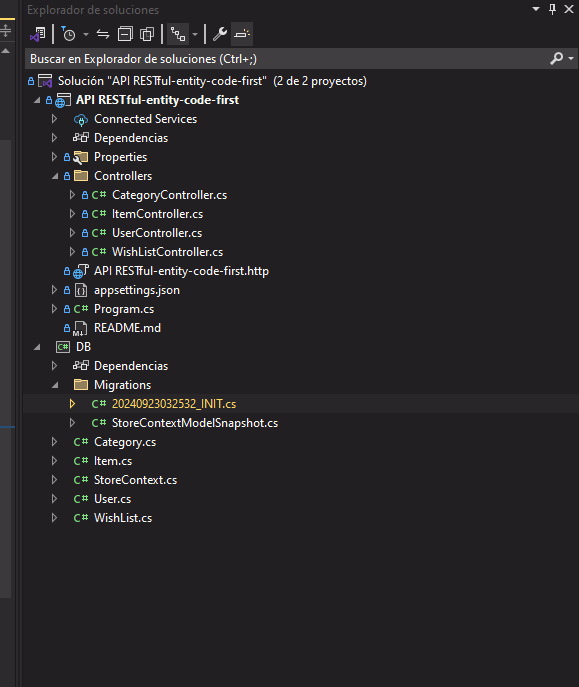 Explorador de soluciones
Buscar en Explorador de soluciones (Ctrl+;)
Solución "API RESTful-entity-code-first" (2 de 2 proyectos)
API RESTful-entity-code-first
Connected Services
Dependencias
Properties
Controllers
C# CategoryController.cs
C# ItemController.cs
C# UserController.cs
C# WishListController.cs
API RESTful-entity-code-first.http
appsettings.json
C# Program.cs
README.md
C# DB
Dependencias
Migrations
C# 20240923032532_INIT.cs
C# StoreContextModelSnapshot.cs
C# Category.cs
C# Item.cs
C# StoreContext.cs
C# User.cs
C# WishList.cs